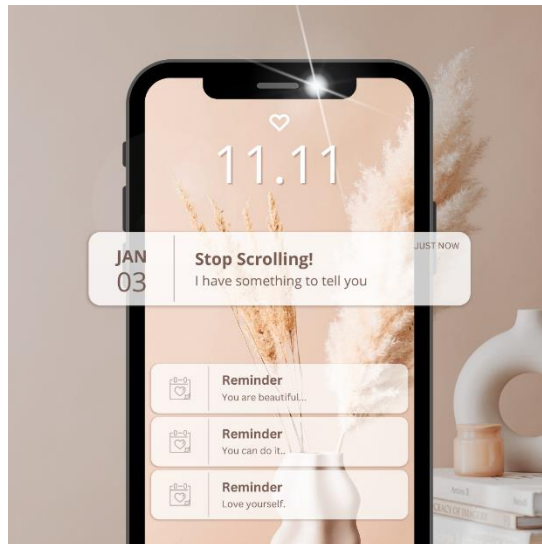 11.11
JUST NOW
JAN
03
Stop Scrolling!
I have something to tell you
Reminder
You are beautiful...
Reminder
You can do it..
Reminder
Love yourself.